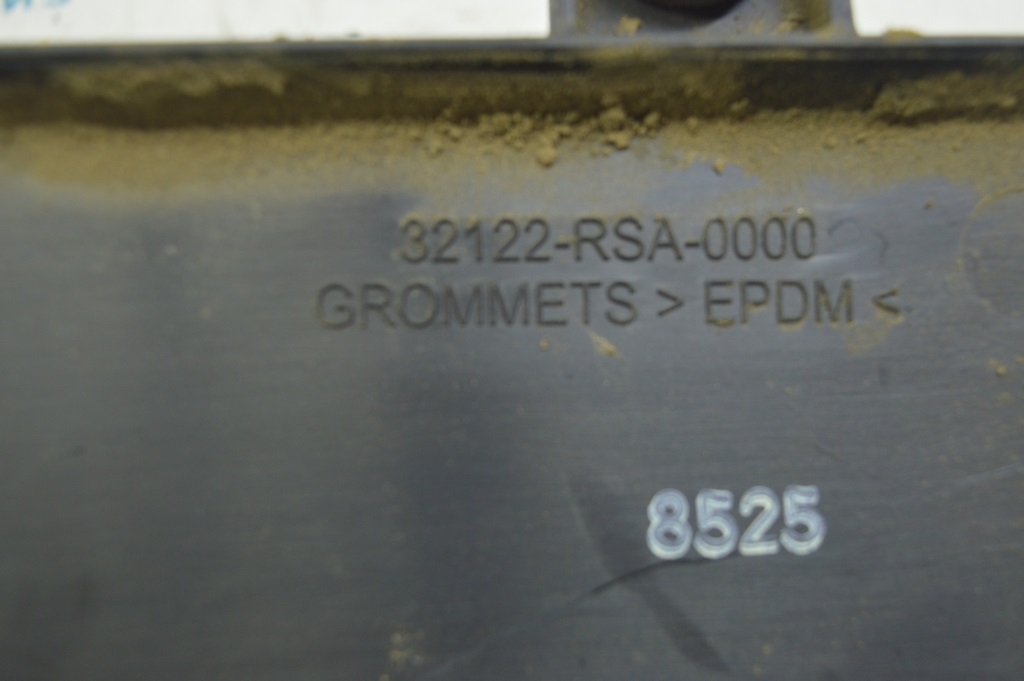 32122-RSA-0000
GROMMETS > EPDM <
8525